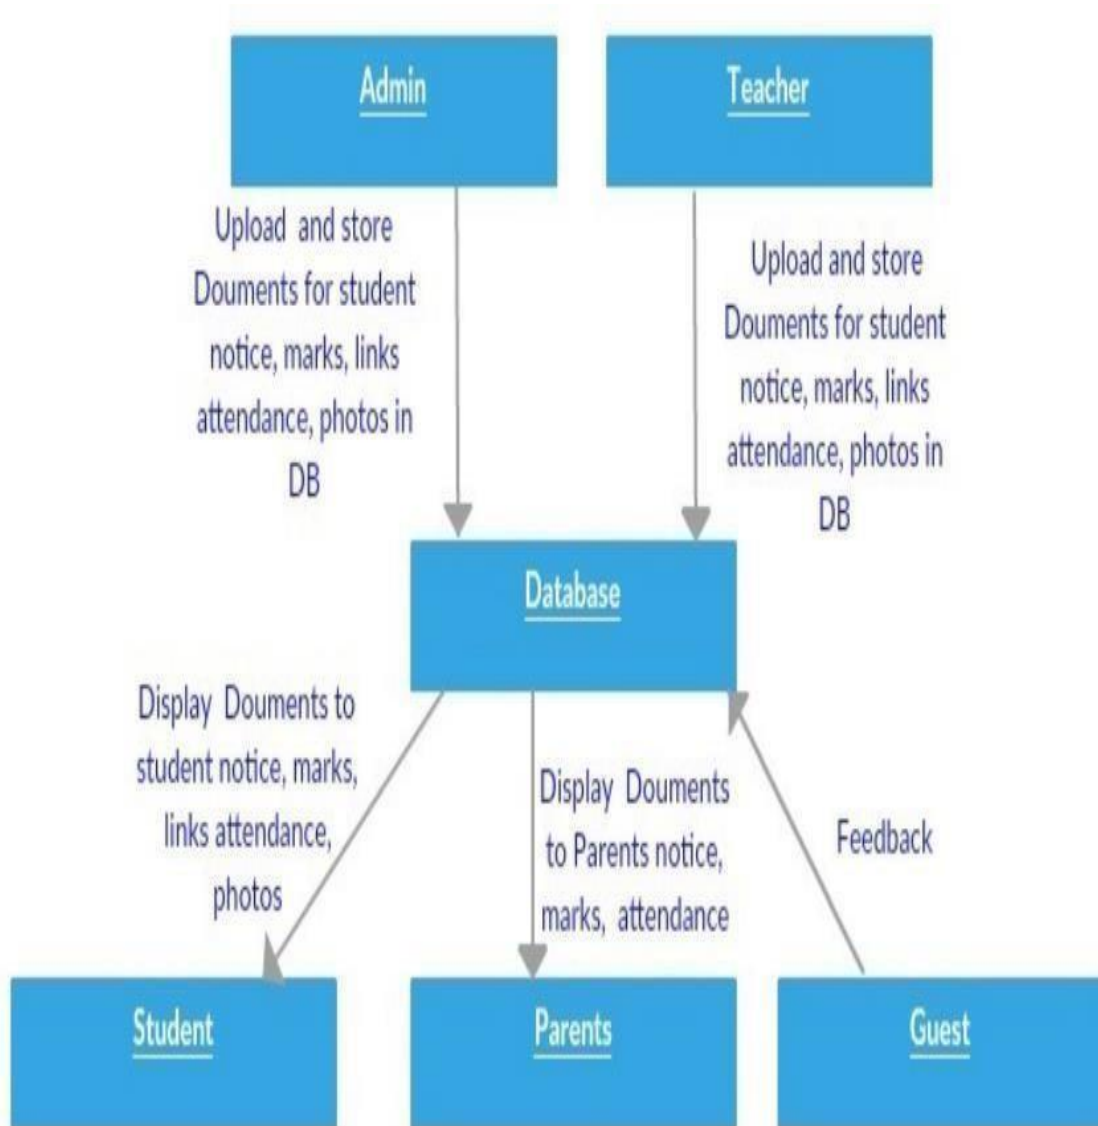 Admin
Teacher
Upload and store
Douments for student
notice, marks, links
attendance, photos in
DB
Upload and store
Douments for student
notice, marks, links
attendance, photos in
DB
Database
Display Douments to
student notice, marks,
links attendance,
photos
Display Douments
to Parents notice,
marks, attendance
Feedback
Student
Parents
Guest